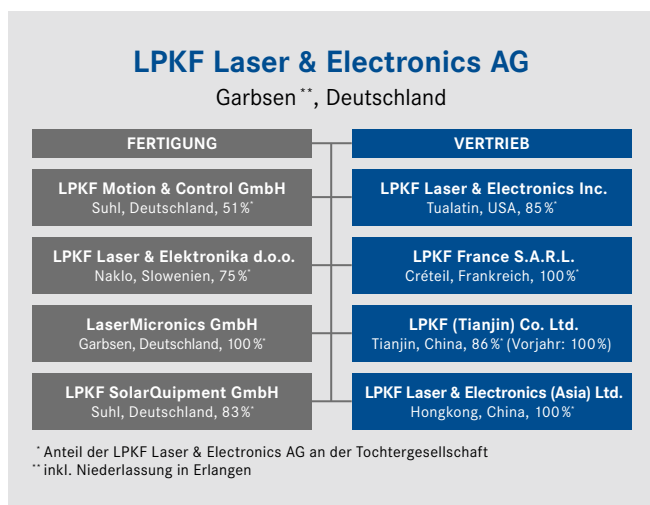 LPKF Laser & Electronics AG
Garbsen**, Deutschland
FERTIGUNG
LPKF Motion & Control GmbH
Suhl, Deutschland, 51%*
LPKF Laser & Elektronika d.o.o.
Naklo, Slowenien, 75%*
LaserMicronics GmbH
Garbsen, Deutschland, 100%*
LPKF SolarQuipment GmbH
Suhl, Deutschland, 83%*
VERTRIEB
LPKF Laser & Electronics Inc.
Tualatin, USA, 85%*
LPKF France S.A.R.L.
Créteil, Frankreich, 100%*
LPKF (Tianjin) Co. Ltd.
Tianjin, China, 86%* (Vorjahr: 100%)
LPKF Laser & Electronics (Asia) Ltd.
Hongkong, China, 100%*
* Anteil der LPKF Laser & Electronics AG an der Tochtergesellschaft
** inkl. Niederlassung in Erlangen